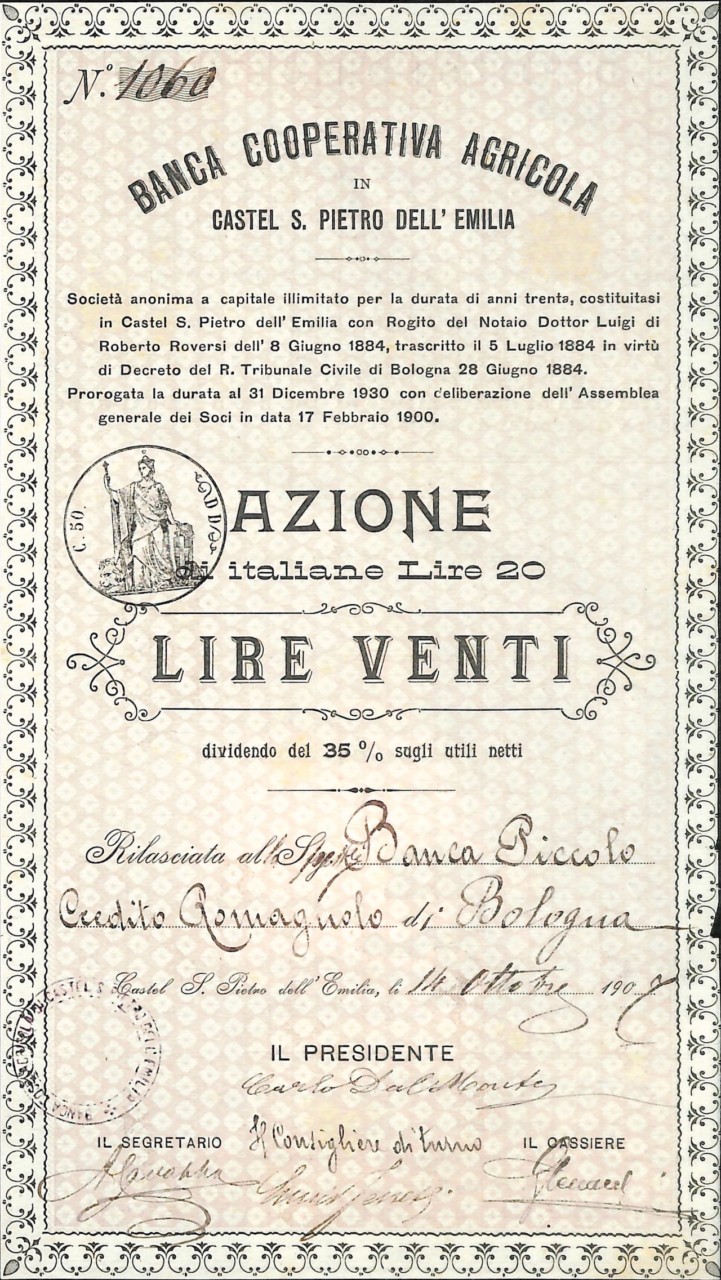 N.º 1060
BANCA COOPERATIVA AGRICOLA
IN
CASTEL S. PIETRO DELL' EMILIA
Società anonima a capitale illimitato per la durata di anni trenta, costituitasi
in Castel S. Pietro dell' Emilia con Rogito del Notaio Dottor Luigi di
Roberto Roversi dell' 8 Giugno 1884, trascritto il 5 Luglio 1884 in virtù
di Decreto del R. Tribunale Civile di Bologna 28 Giugno 1884.
Prorogata la durata al 31 Dicembre 1930 con deliberazione dell' Assemblea
generale dei Soci in data 17 Febbraio 1900.
C. 50.
AZIONE
di italiane Lire 20
LIRE VENTI
dividendo del 35 % sugli utili netti
Rilasciata Banca Piccolo
Credito Romagnolo di Bologna
Castel S. Pietro dell' Emilia, li 14 Ottobre 1907
IL PRESIDENTE
Carlo Dal Monte
IL SEGRETARIO Il Consigliere di turno IL CASSIERE